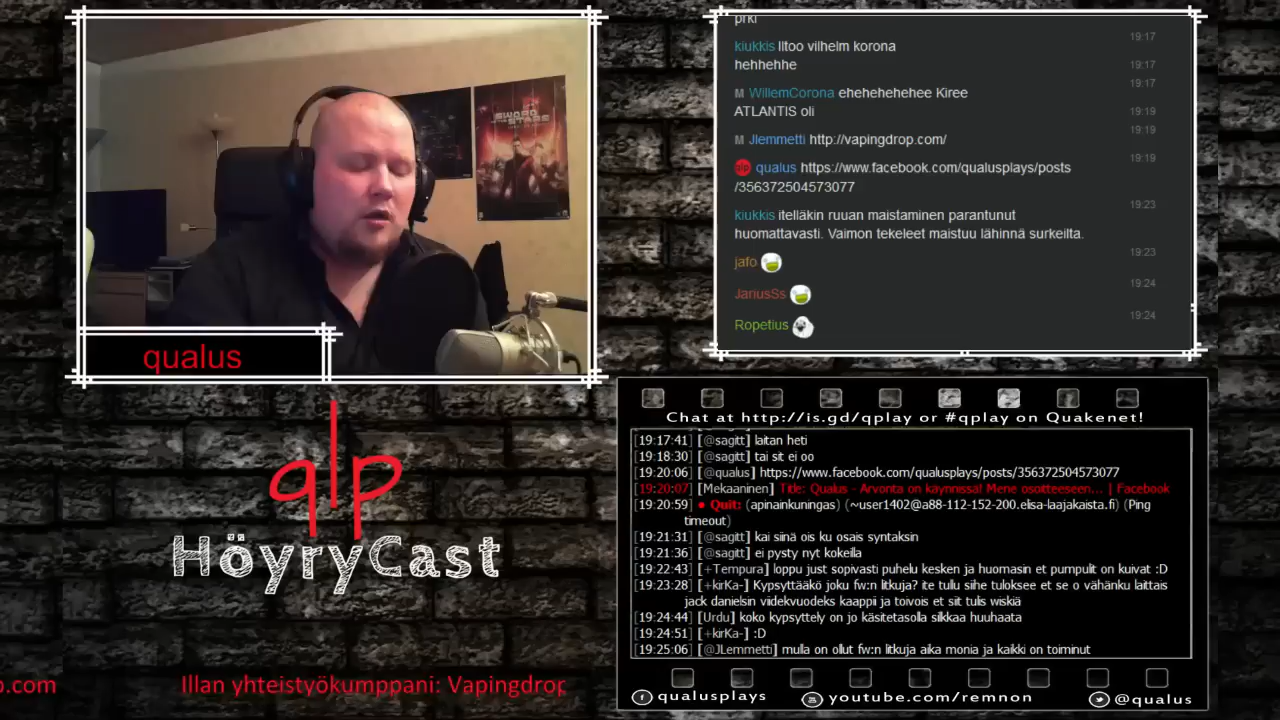 prki
kiukkis Iltoo vilhelm korona 19:17
hehhehhe 19:17
M WillemCorona ehehehehehee Kiree 19:17
ATLANTIS oli 19:19
M Jlemmetti http://vapingdrop.com/ 19:19
qlp qualus https://www.facebook.com/qualusplays/posts 19:19
/356372504573077
kiukkis itelläkin ruuan maistaminen parantunut 19:23
huomattavasti. Vaimon tekeleet maistuu lähinnä surkeilta.
jafo 19:23
JanusSs 19:24
Ropetius 19:24
SWORD
OF THE STARS
qualus
qlp
HöyryCast
Chat at http://is.gd/qplay or #qplay on Quakenet!
[19:17:41] [@sagitt] laitan heti
[19:18:30] [@sagitt] tai sit ei oo
[19:20:06] [@qualus] https://www.facebook.com/qualusplays/posts/356372504573077
[19:20:07] [Mekaaninen] Title: Qualus - Arvonta on käynnissä! Mene osoitteeseen... | Facebook
[19:20:59] ● Quit: (apinainkuningas) (~user1402@a88-112-152-200.elisa-laajakaista.fi) (Ping
timeout)
[19:21:31] [@sagitt] kai siinä ois ku osais syntaksin
[19:21:36] [@sagitt] ei pysty nyt kokeila
[19:22:43] [+Tempura] loppu just sopivasti puhelu kesken ja huomasin et pumpulit on kuivat :D
[19:23:28] [+kirKa-] Kypsyttääkö joku fw:n litkuja? ite tullu siihe tuloksee et se o vähänku laittais
jack danielsin viidekvuodeks kaappi ja toivois et sit tulis wiskiä
[19:24:44] [Urdu] koko kypsyttely on jo käsitetasolla silkkaa huuhaata
[19:24:51] [+kirKa-] :D
[19:25:06] [@JLemmetti] mulla on ollut fw:n litkuja aika monia ja kaikki on toiminut
p.com Illan yhteistyökumppani: Vapingdrop
qualusplays youtube.com/remnon @qualus